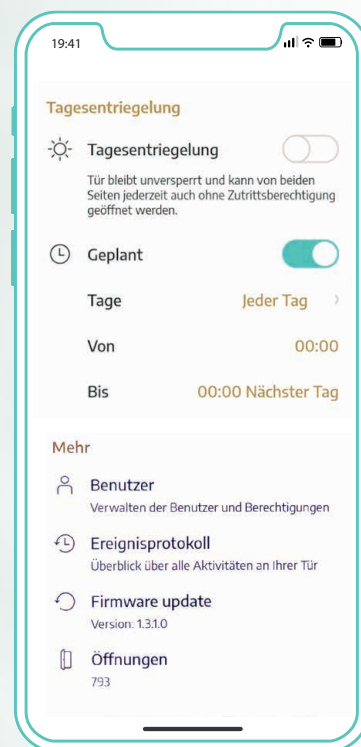 19:41
Tagesentriegelung
Tagesentriegelung
Tür bleibt unversperrt und kann von beiden
Seiten jederzeit auch ohne Zutrittsberechtigung
geöffnet werden.
Geplant
Tage Jeder Tag
Von 00:00
Bis 00:00 Nächster Tag
Mehr
Benutzer
Verwalten der Benutzer und Berechtigungen
Ereignisprotokoll
Überblick über alle Aktivitäten an Ihrer Tür
Firmware update
Version: 1.3.1.0
Öffnungen
793